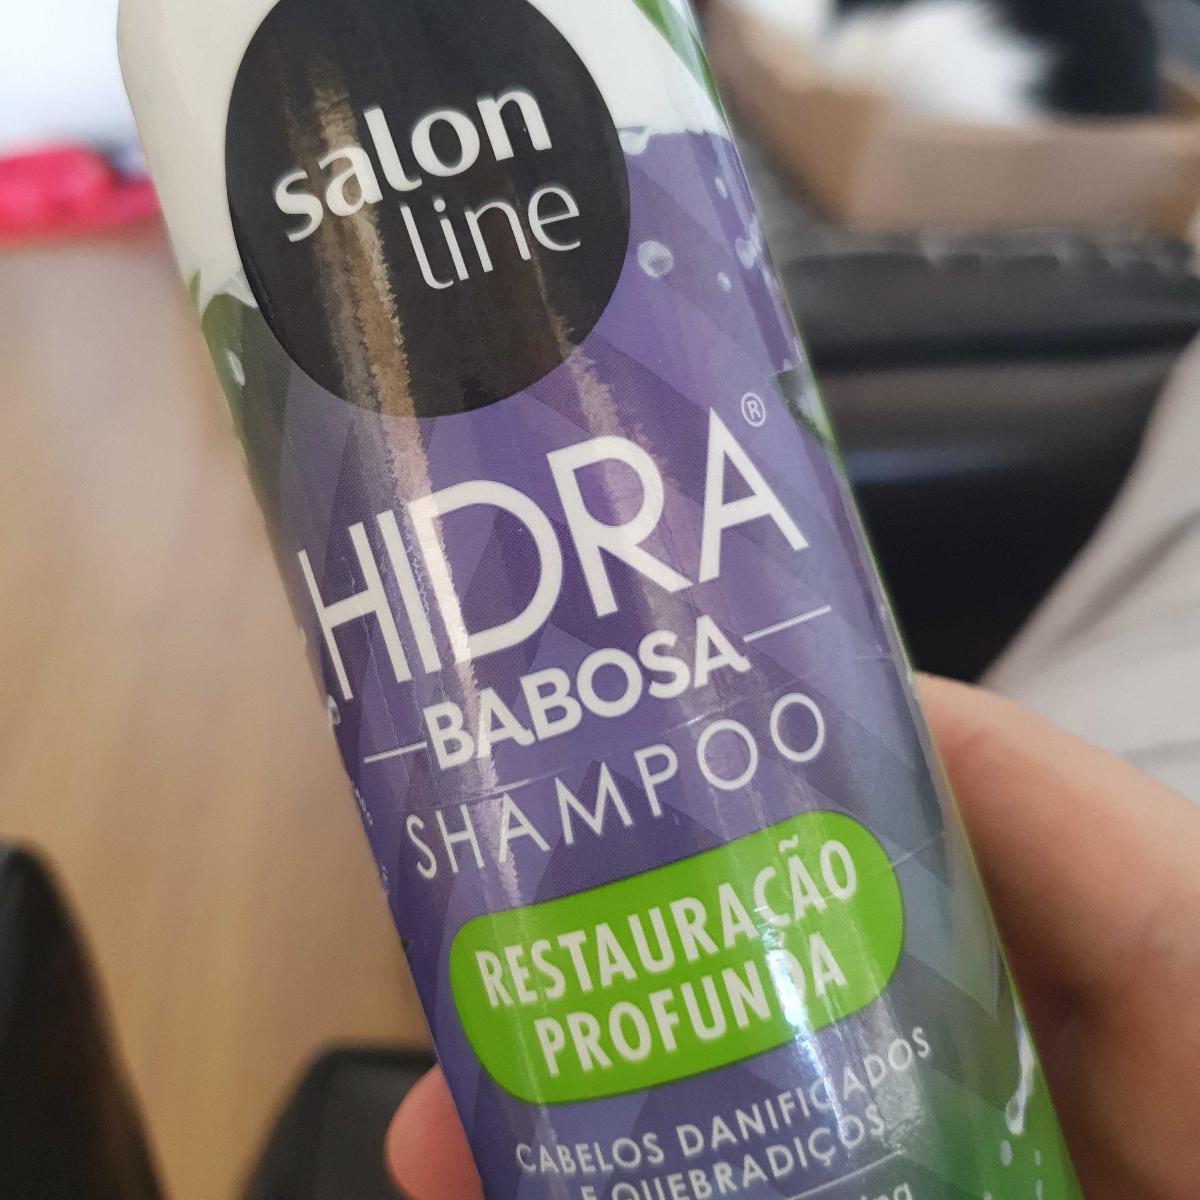 salon
line
HIDRA®
BABOSA
SHAMPOO
RESTAURAÇÃO
PROFUNDA
CABELOS DANIFICADOS
E QUEBRADIÇOS